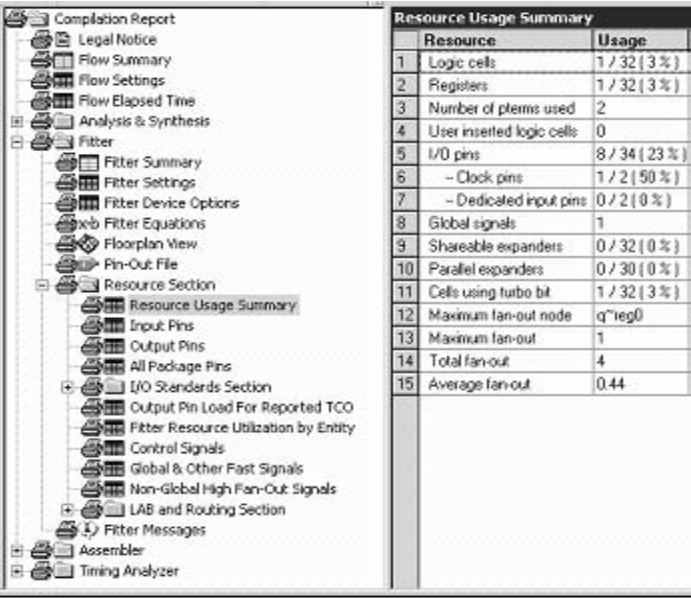 Compilation Report
Legal Notice
Flow Summary
Flow Settings
Flow Elapsed Time
Analysis & Synthesis
Fitter
Fitter Summary
Fitter Settings
Fitter Device Options
Fitter Equations
Floorplan View
Pin-Out File
Resource Section
Resource Usage Summary
Input Pins
Output Pins
All Package Pins
I/O Standards Section
Output Pin Load For Reported TCO
Fitter Resource Utilization by Entity
Control Signals
Global & Other Fast Signals
Non-Global High Fan-Out Signals
LAB and Routing Section
Fitter Messages
Assembler
Timing Analyzer
Resource Usage Summary
Resource Usage
1 Logic cells 1 / 32 ( 3 % )
2 Registers 1 / 32 ( 3 % )
3 Number of pterms used 2
4 User inserted logic cells 0
5 I/O pins 8 / 34 ( 23 % )
6 -- Clock pins 1 / 2 ( 50 % )
7 -- Dedicated input pins 0 / 2 ( 0 % )
8 Global signals 1
9 Shareable expanders 0 / 32 ( 0 % )
10 Parallel expanders 0 / 30 ( 0 % )
11 Cells using turbo bit 1 / 32 ( 3 % )
12 Maximum fan-out node q~reg0
13 Maximum fan-out 1
14 Total fan-out 4
15 Average fan-out 0.44